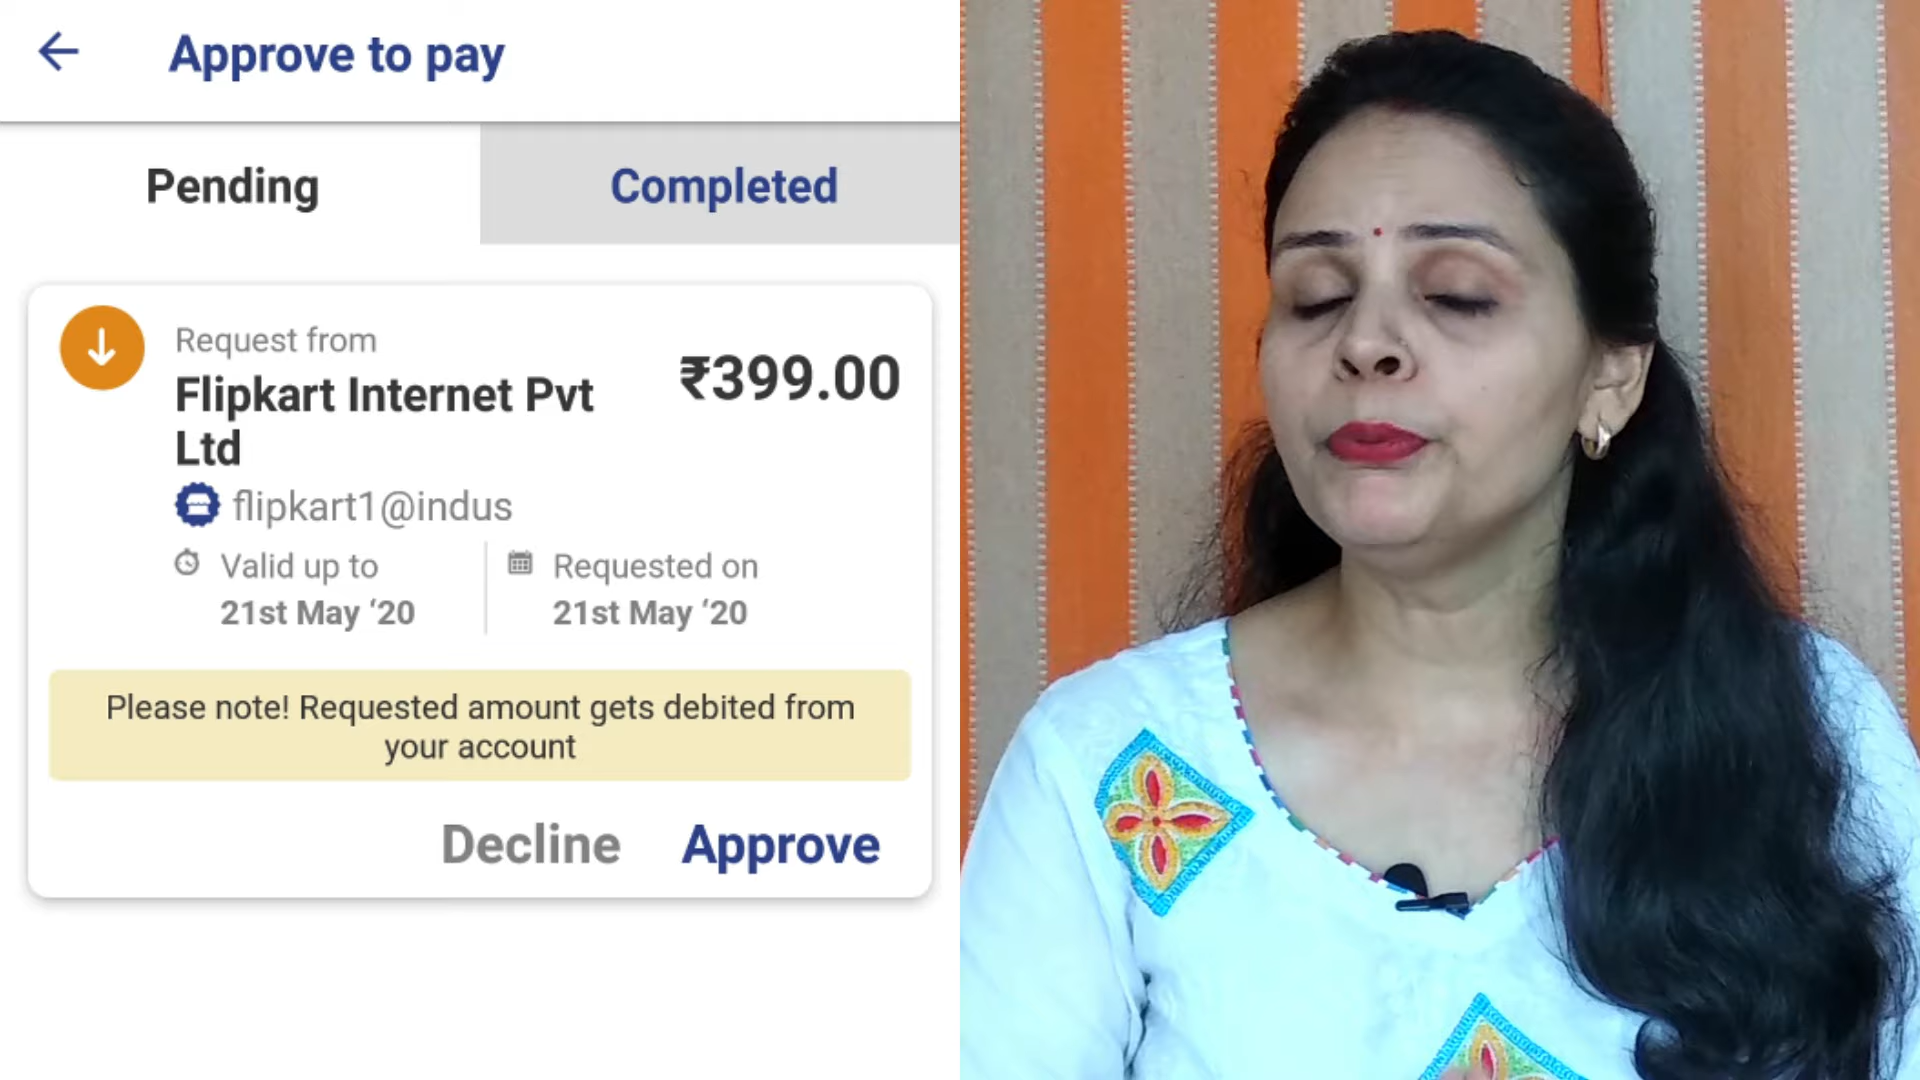 Approve to pay
Pending
Completed
Request from
Flipkart Internet Pvt
Ltd
₹399.00
flipkart1@indus
Valid up to
21st May ‘20
Requested on
21st May ‘20
Please note! Requested amount gets debited from
your account
Decline
Approve